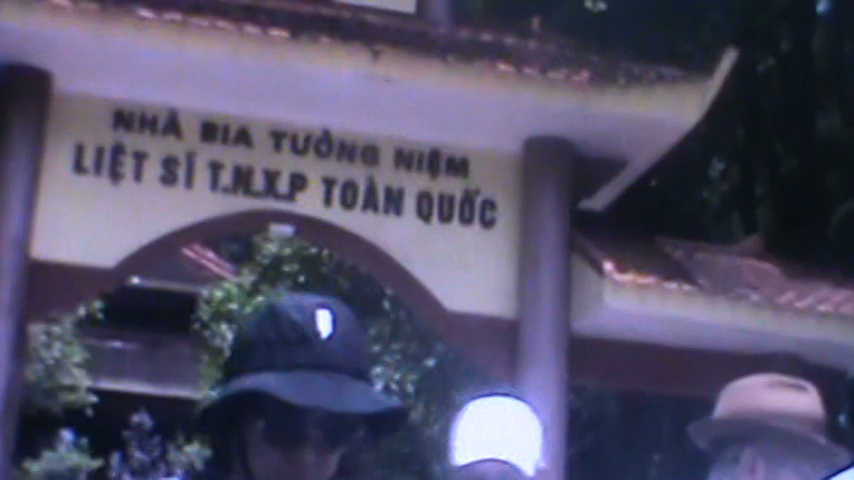 NHÀ BIA TƯỞNG NIỆM
LIỆT SĨ T.N.X.P TOÀN QUỐC